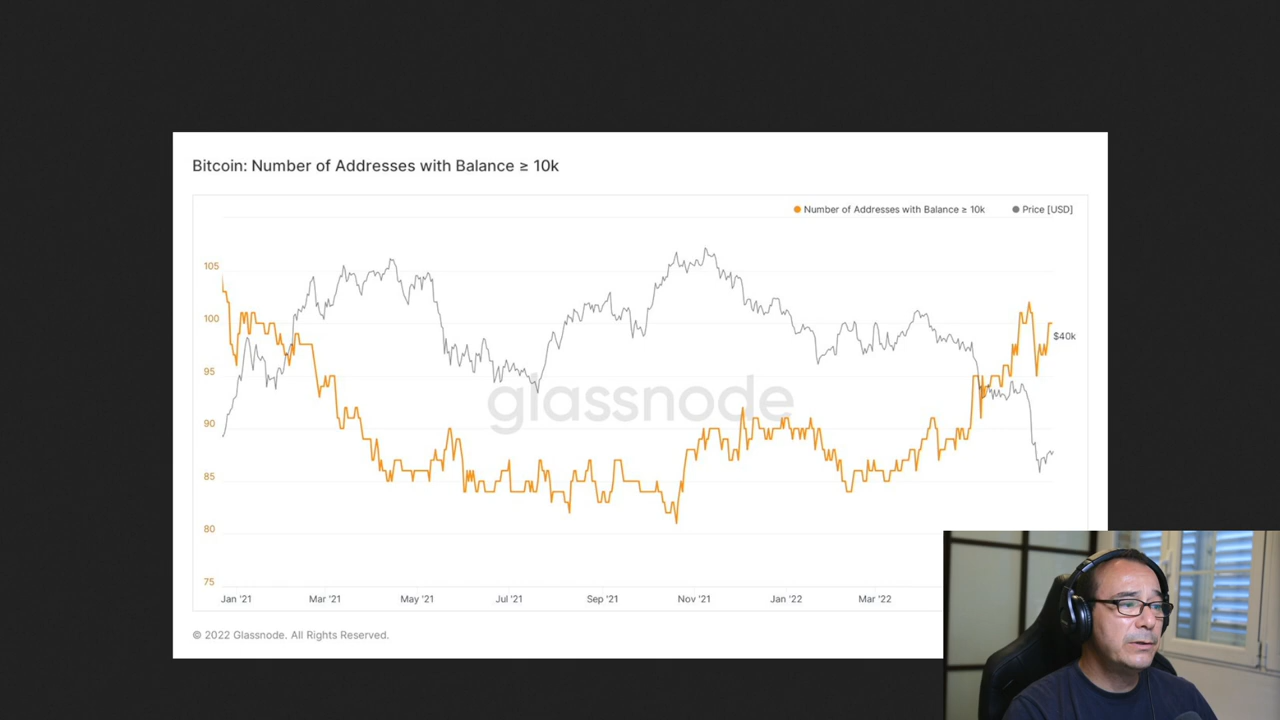 Bitcoin: Number of Addresses with Balance ≥ 10k
Number of Addresses with Balance ≥ 10k
Price [USD]
105
100
95
90
85
80
75
$40k
glassnode
Jan '21
Mar '21
May '21
Jul '21
Sep '21
Nov '21
Jan '22
Mar '22
© 2022 Glassnode. All Rights Reserved.